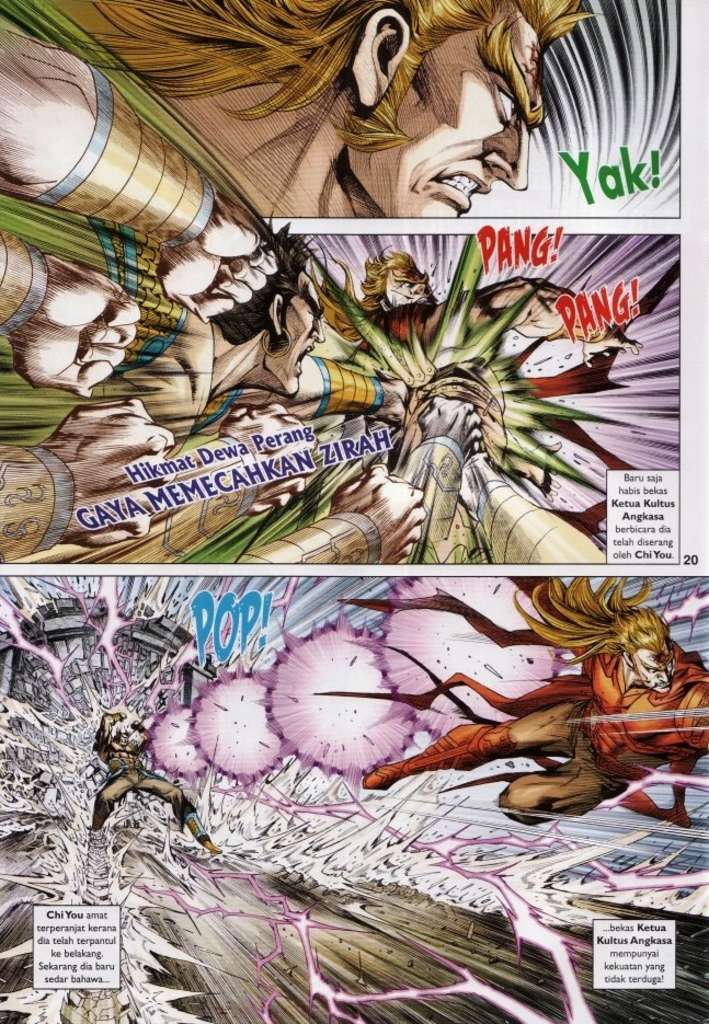 Yak!
PANG!
PANG!
Hikmat Dewa Perang
GAYA MEMECAHKAN ZIRAH
Baru saja
habis bekas
Ketua Kultus
Angkasa
berbicara dia
telah diserang
oleh Chi You.
20
POP!
Chi You amat
terperanjat kerana
dia telah terpantul
ke belakang.
Sekarang dia baru
sedar bahawa...
...bekas Ketua
Kultus Angkasa
mempunyai
kekuatan yang
tidak terduga!